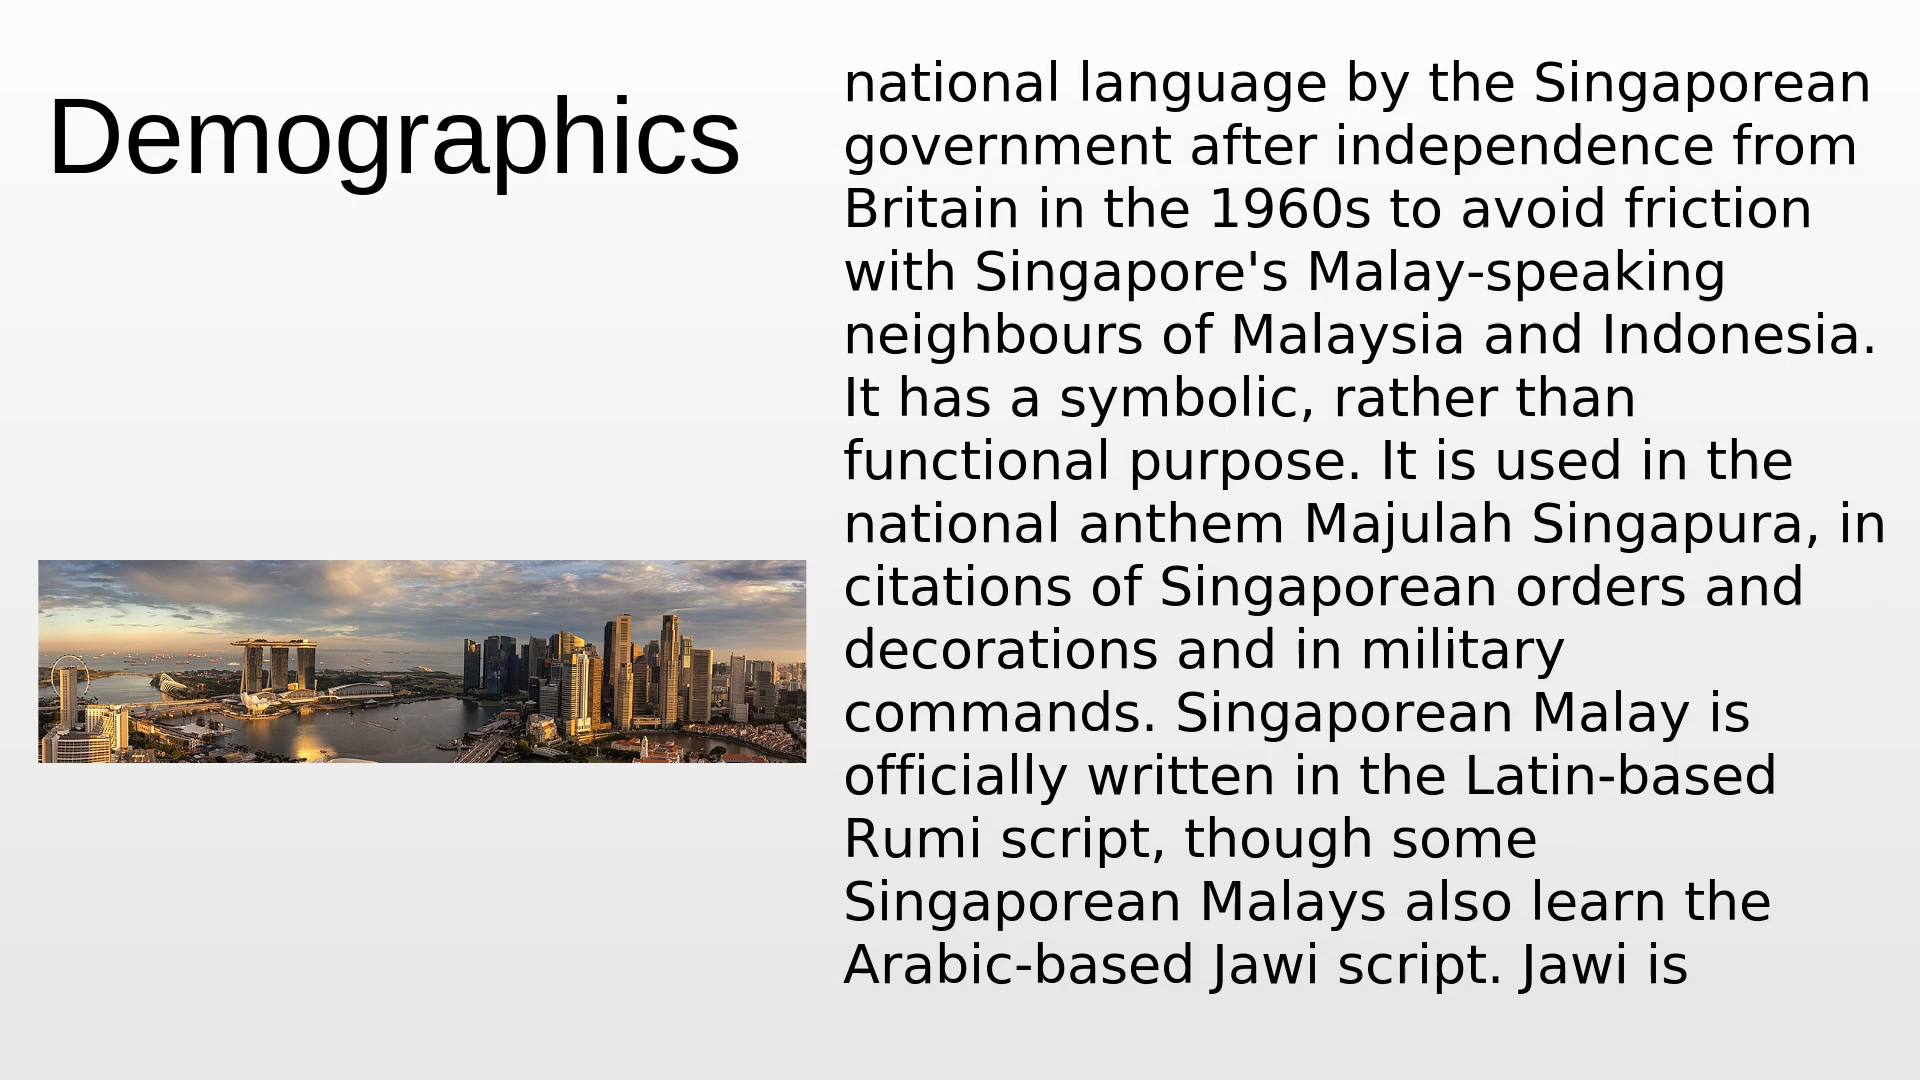 Demographics
national language by the Singaporean
government after independence from
Britain in the 1960s to avoid friction
with Singapore's Malay-speaking
neighbours of Malaysia and Indonesia.
It has a symbolic, rather than
functional purpose. It is used in the
national anthem Majulah Singapura, in
citations of Singaporean orders and
decorations and in military
commands. Singaporean Malay is
officially written in the Latin-based
Rumi script, though some
Singaporean Malays also learn the
Arabic-based Jawi script. Jawi is